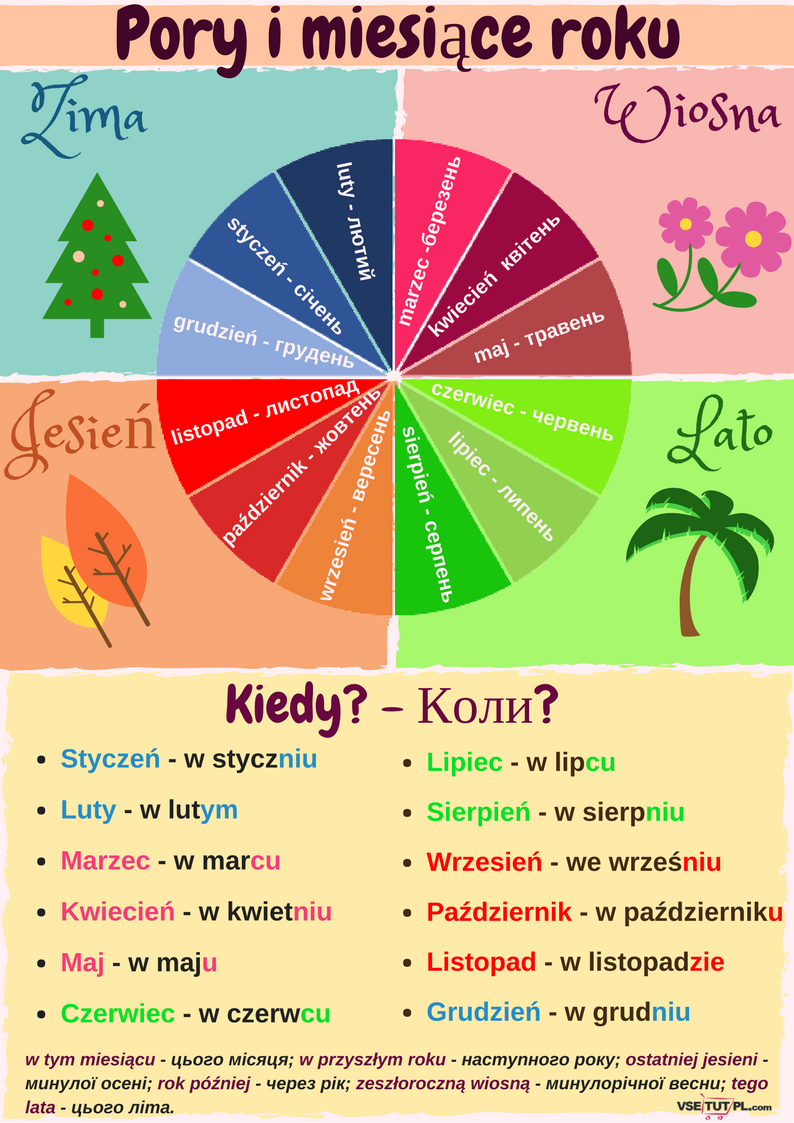 Pory i miesiące roku
Zima
Wiosna
luty - лютий
styczeń - січень
grudzień - грудень
marzec -березень
kwiecień квітень
maj - травень
Jesień
Lato
listopad - листопад
październik - жовтень
wrzesień - вересень
czerwiec - червень
lipiec - липень
sierpień - серпень
Kiedy? – Коли?
Styczeń - w styczniu
Luty - w lutym
Marzec - w marcu
Kwiecień - w kwietniu
Maj - w maju
Czerwiec - w czerwcu
Lipiec - w lipcu
Sierpień - w sierpniu
Wrzesień - we wrześniu
Październik - w październiku
Listopad - w listopadzie
Grudzień - w grudniu
w tym miesiącu - цього місяця; w przyszłym roku - наступного року; ostatniej jesieni -
минулої осені; rok później - через рік; zeszłoroczną wiosną - минулорічної весни; tego
lata - цього літа.
VSETUTPL.com